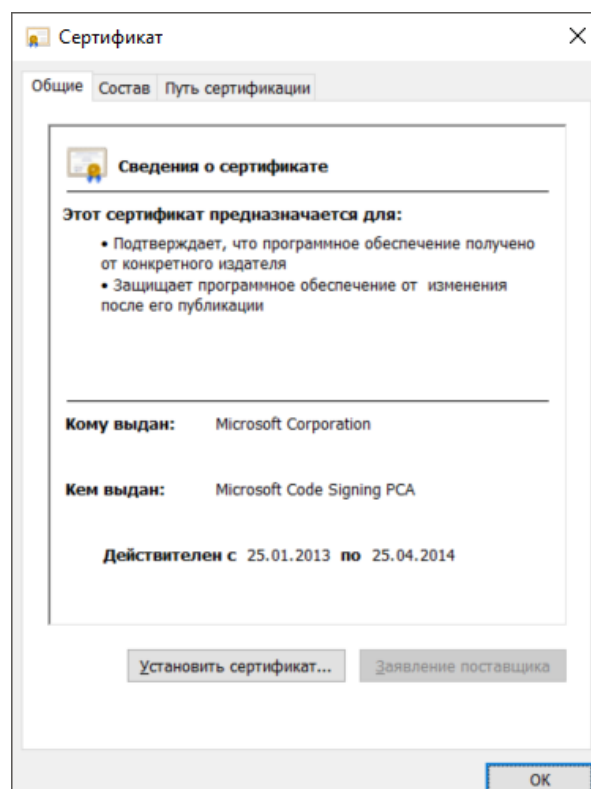 Сертификат
Общие Состав Путь сертификации
Сведения о сертификате
Этот сертификат предназначается для:
• Подтверждает, что программное обеспечение получено
от конкретного издателя
• Защищает программное обеспечение от изменения
после его публикации
Кому выдан: Microsoft Corporation
Кем выдан: Microsoft Code Signing PCA
Действителен с 25.01.2013 по 25.04.2014
Установить сертификат... Заявление поставщика
ОК